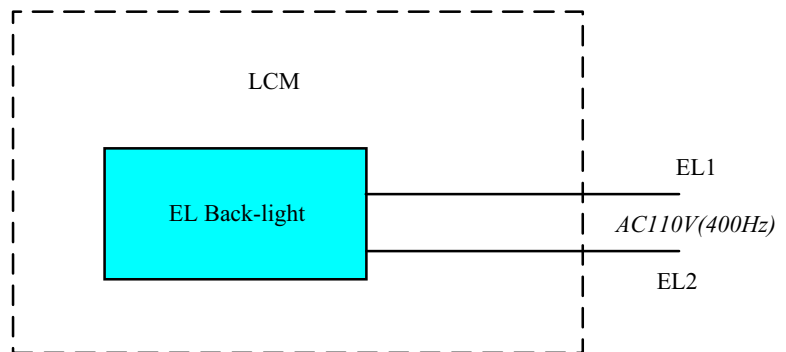 LCM
EL1
EL Back-light
AC110V(400Hz)
EL2